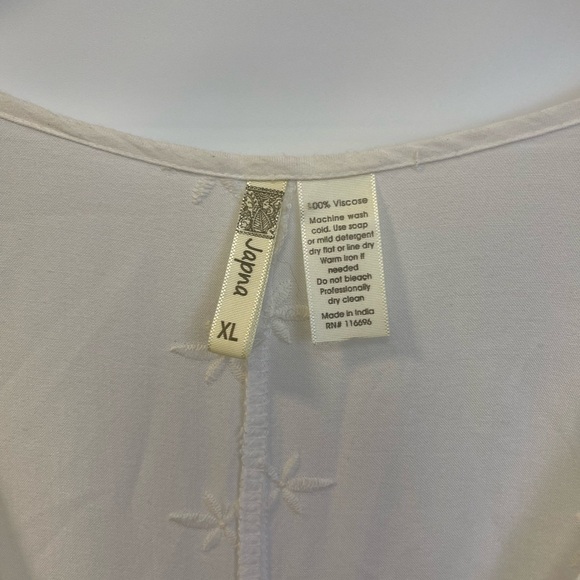 Japna
XL
100% Viscose
Machine wash
cold. Use soap
or mild detergent
dry flat or line dry
Warm Iron if
needed
Do not bleach
Professionally
dry clean
Made in India
RN# 116696